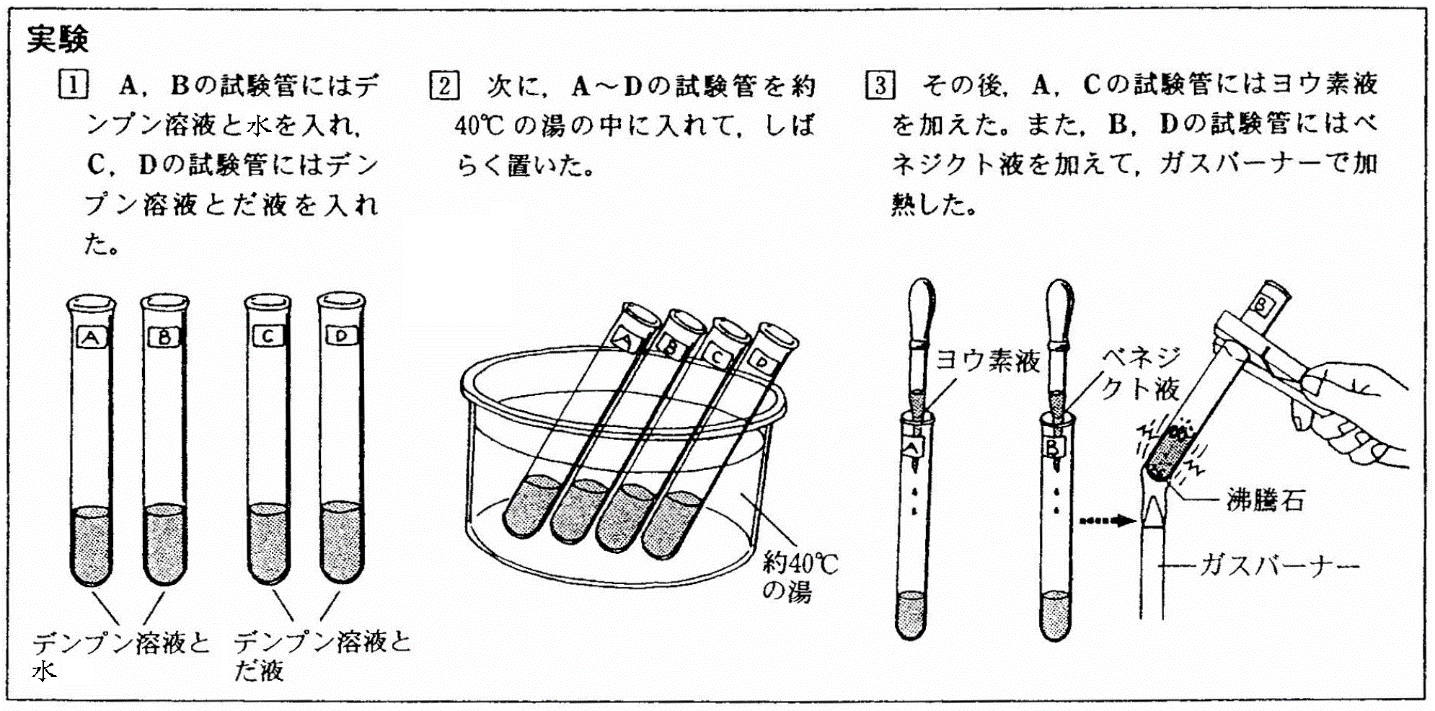 実験
1 A，Bの試験管にはデ
ンプン溶液と水を入れ，
C，Dの試験管にはデン
プン溶液とだ液を入れ
た。
2 次に，A～Dの試験管を約
40℃の湯の中に入れて，しば
らく置いた。
3 その後，A，Cの試験管にはヨウ素液
を加えた。また，B，Dの試験管にはベ
ネジクト液を加えて，ガスバーナーで加
熱した。
A
B
C
D
デンプン溶液と
水
デンプン溶液と
だ液
A
B
C
D
約40℃
の湯
ヨウ素液
A
ベネジ
クト液
B
B
沸騰石
ガスバーナー